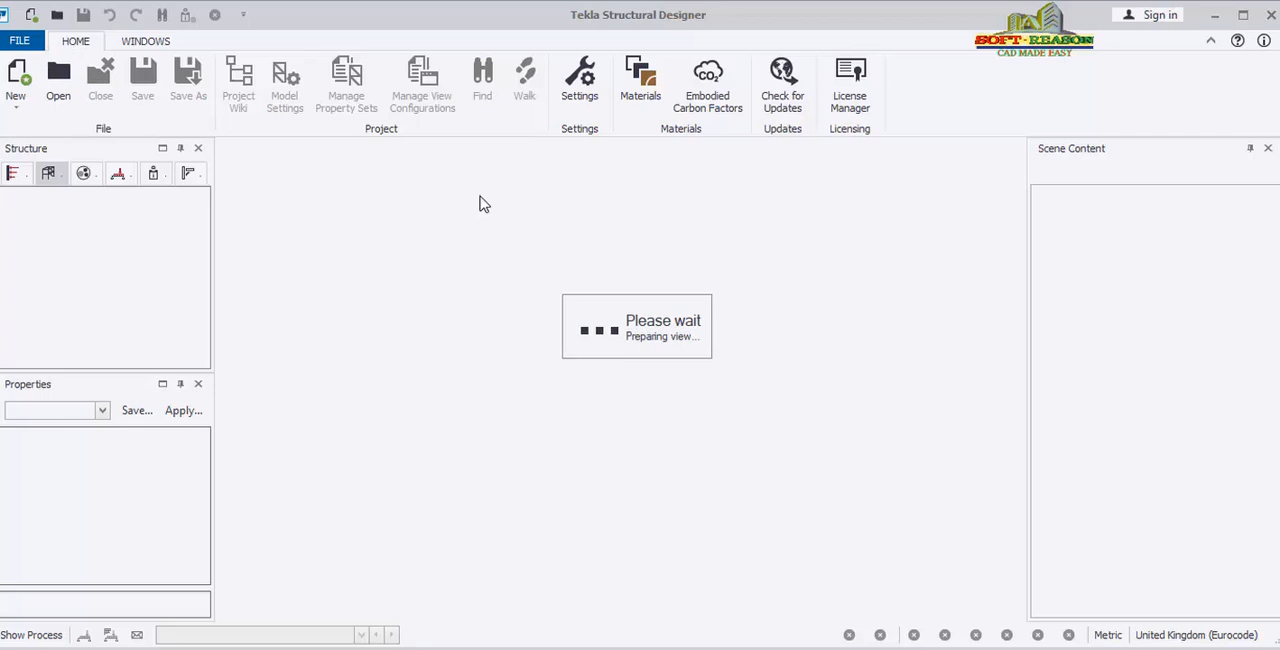 Tekla Structural Designer
SOFT-REASON
CAD MADE EASY
Sign in
FILE
HOME
WINDOWS
New
Open
Close
Save
Save As
Project
Wiki
Model
Settings
Manage
Property Sets
Manage View
Configurations
Find
Walk
Settings
Materials
CO₂
Embodied
Carbon Factors
Check for
Updates
License
Manager
File
Project
Settings
Materials
Updates
Licensing
Structure
Scene Content
Please wait
Preparing view...
Properties
Save...
Apply...
Show Process
Metric
United Kingdom (Eurocode)